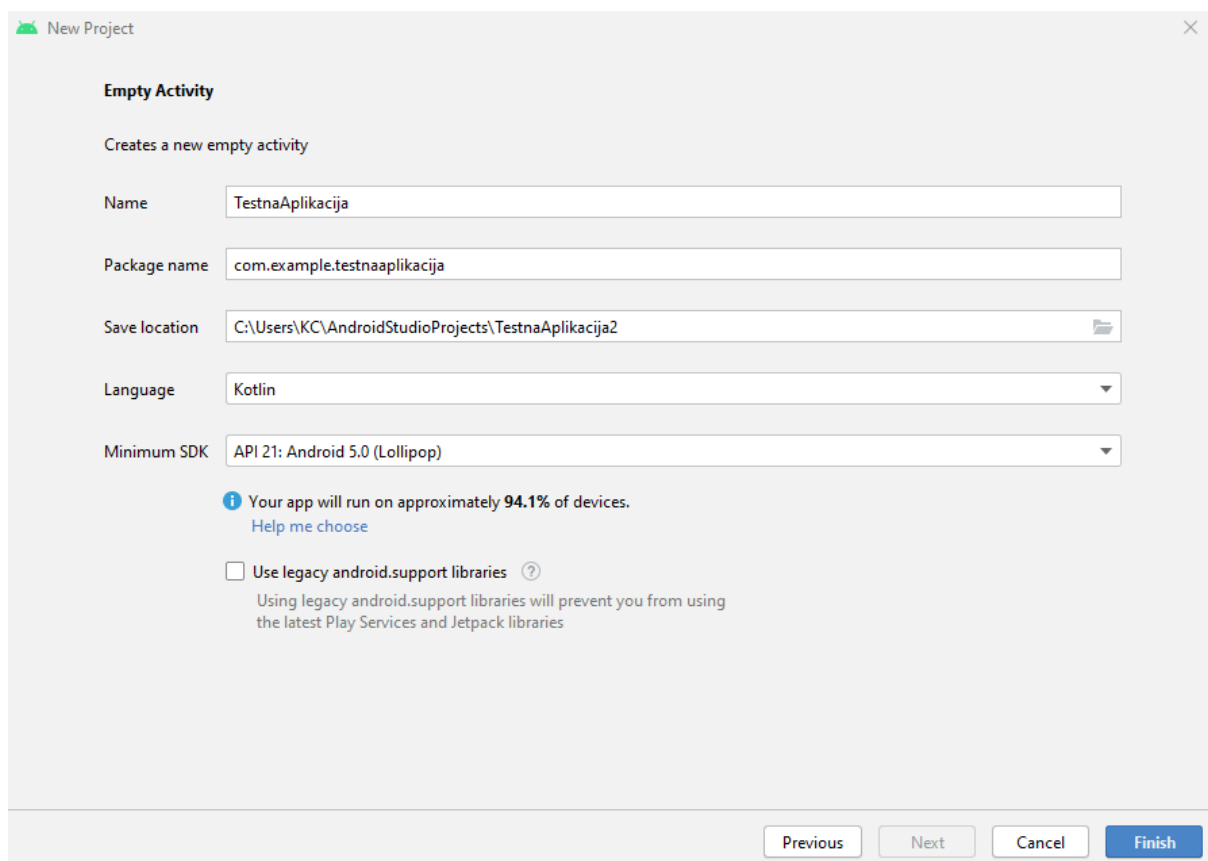 New Project
Empty Activity
Creates a new empty activity
Name TestnaAplikacija
Package name com.example.testnaaplikacija
Save location C:\Users\KC\AndroidStudioProjects\TestnaAplikacija2
Language Kotlin
Minimum SDK API 21: Android 5.0 (Lollipop)
i Your app will run on approximately 94.1% of devices.
Help me choose
Use legacy android.support libraries ?
Using legacy android.support libraries will prevent you from using
the latest Play Services and Jetpack libraries
Previous Next Cancel Finish